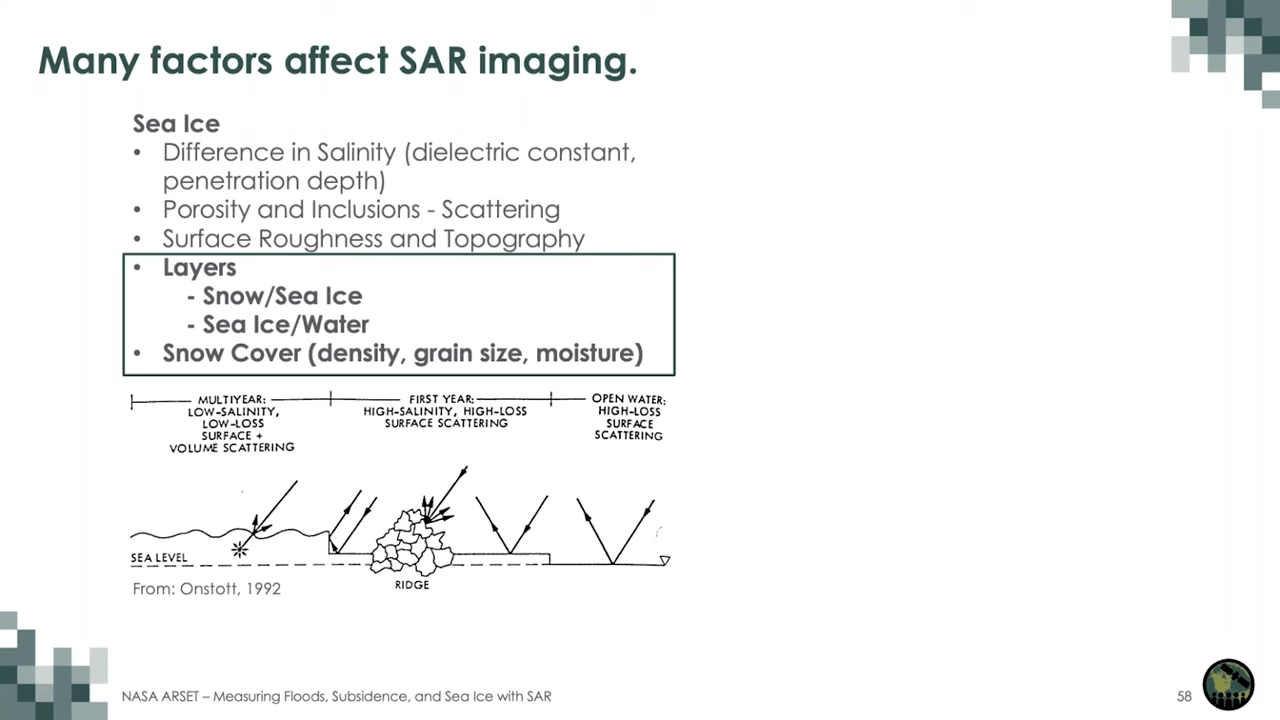 Many factors affect SAR imaging.
Sea Ice
• Difference in Salinity (dielectric constant,
penetration depth)
• Porosity and Inclusions - Scattering
• Surface Roughness and Topography
• Layers
- Snow/Sea Ice
- Sea Ice/Water
• Snow Cover (density, grain size, moisture)
MULTIYEAR:
LOW-SALINITY,
LOW-LOSS
SURFACE +
VOLUME SCATTERING
FIRST YEAR:
HIGH-SALINITY, HIGH-LOSS
SURFACE SCATTERING
OPEN WATER:
HIGH-LOSS
SURFACE
SCATTERING
SEA LEVEL
RIDGE
From: Onstott, 1992
NASA ARSET – Measuring Floods, Subsidence, and Sea Ice with SAR
58